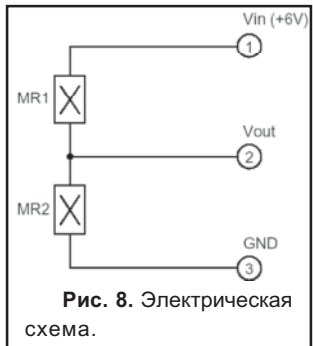 Vin (+6V)
1
MR1
Vout
2
MR2
GND
3
Рис. 8. Электрическая
схема.